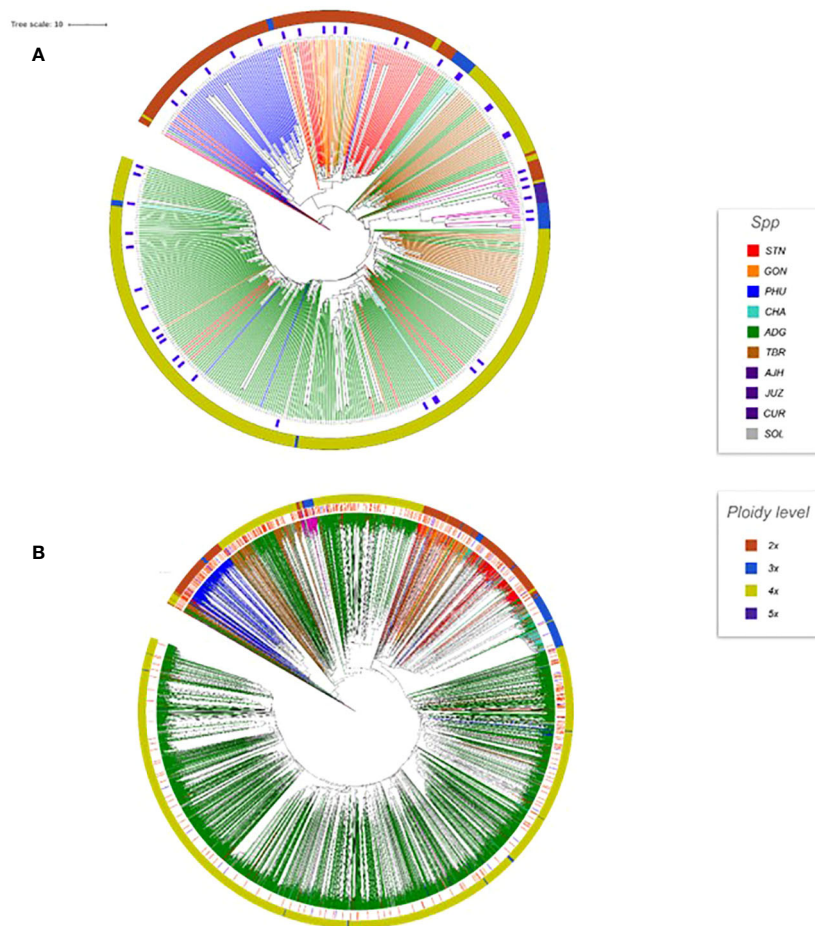 Tree scale: 10
A
Spp
STN
GON
PHU
CHA
ADG
TBR
AJH
JUZ
CUR
SOL
B
Ploidy level
2x
3x
4x
5x